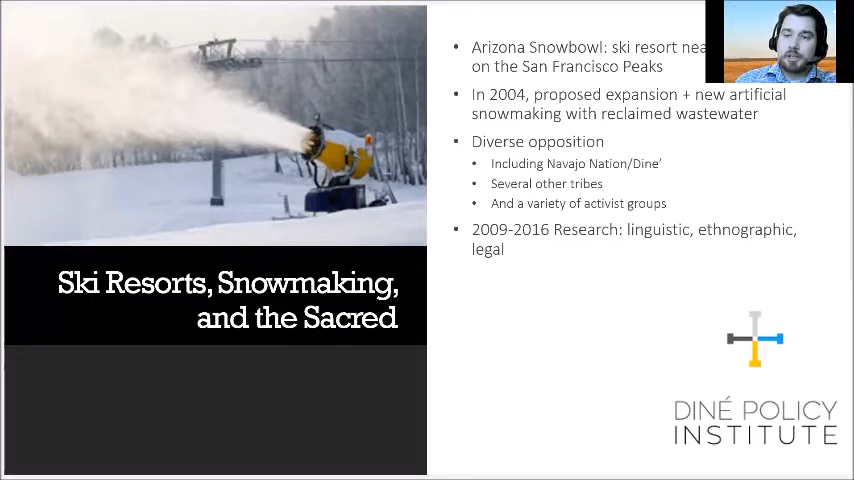 Ski Resorts, Snowmaking,
and the Sacred
• Arizona Snowbowl: ski resort
on the San Francisco Peaks
• In 2004, proposed expansion + new artificial
snowmaking with reclaimed wastewater
• Diverse opposition
• Including Navajo Nation/Dine'
• Several other tribes
• And a variety of activist groups
• 2009-2016 Research: linguistic, ethnographic,
legal
DINÉ POLICY
INSTITUTE